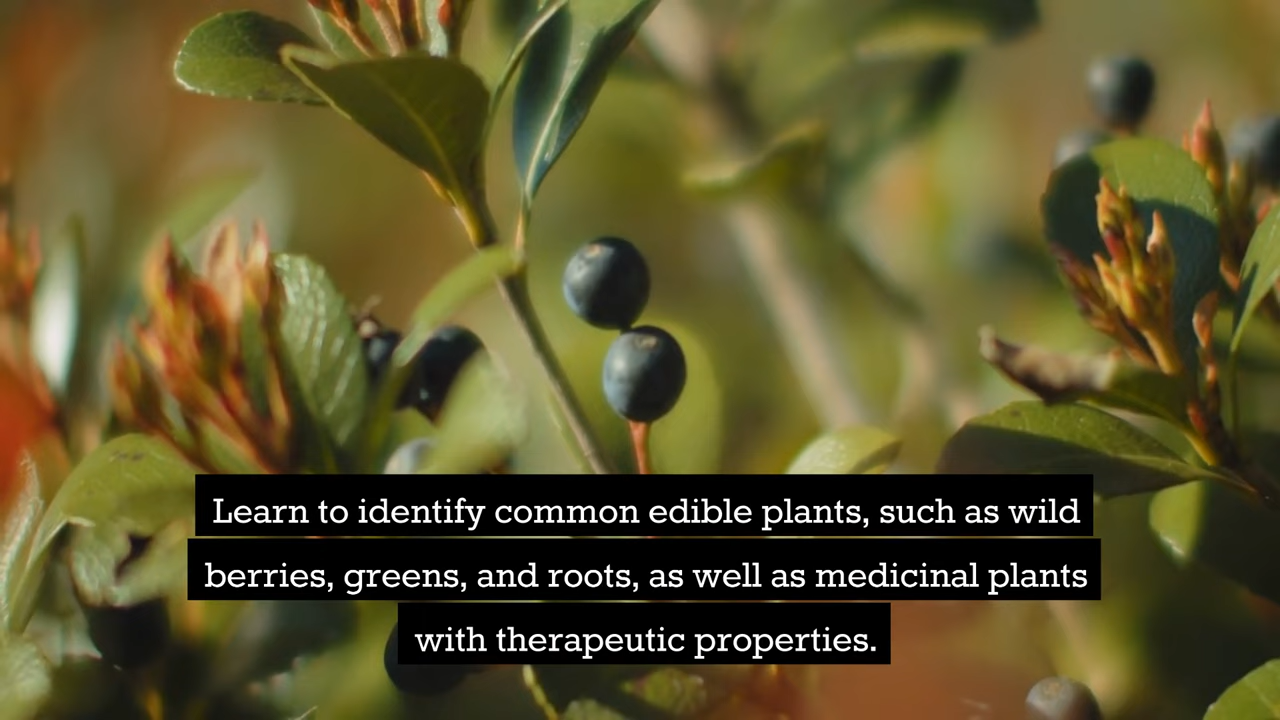 Learn to identify common edible plants, such as wild
berries, greens, and roots, as well as medicinal plants
with therapeutic properties.